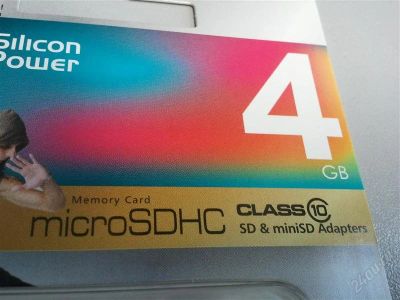 Silicon
Power
4
GB
Memory Card
microSDHC CLASS 10
SD & miniSD Adapters